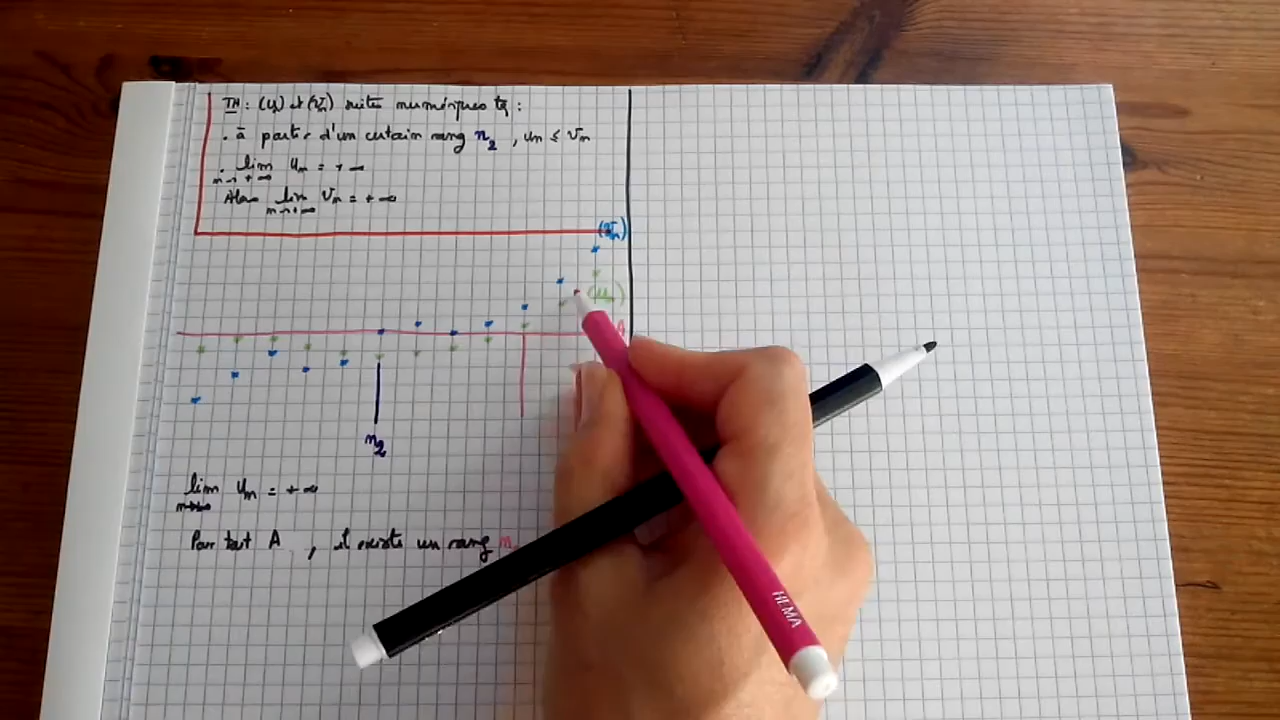 TH : (Un) et (Vn) suites numériques tq :
. à partir d'un certain rang n₂ , un ≤ Vn
. lim Un = + ∞
n→+∞
Alors lim Vn = + ∞
n→+∞
(Vn)
(Un)
A
n₂
lim Un = + ∞
Pour tout A , il existe un rang n
HEMA